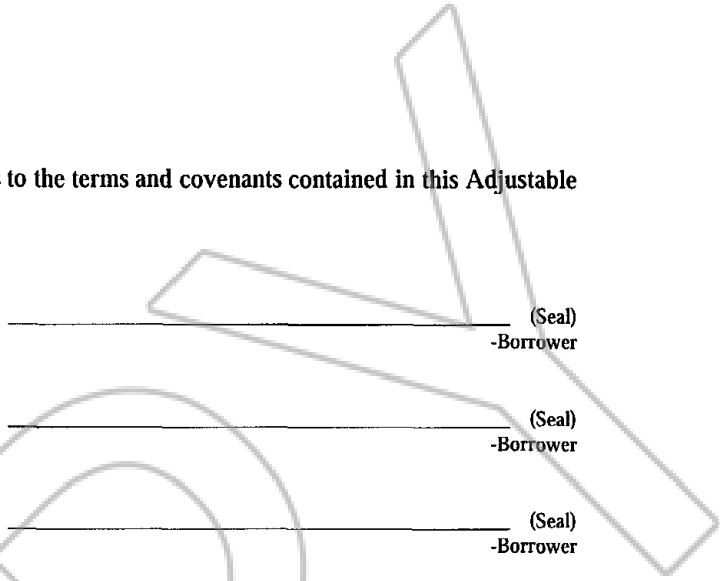 to the terms and covenants contained in this Adjustable
(Seal)
-Borrower
(Seal)
-Borrower
(Seal)
-Borrower